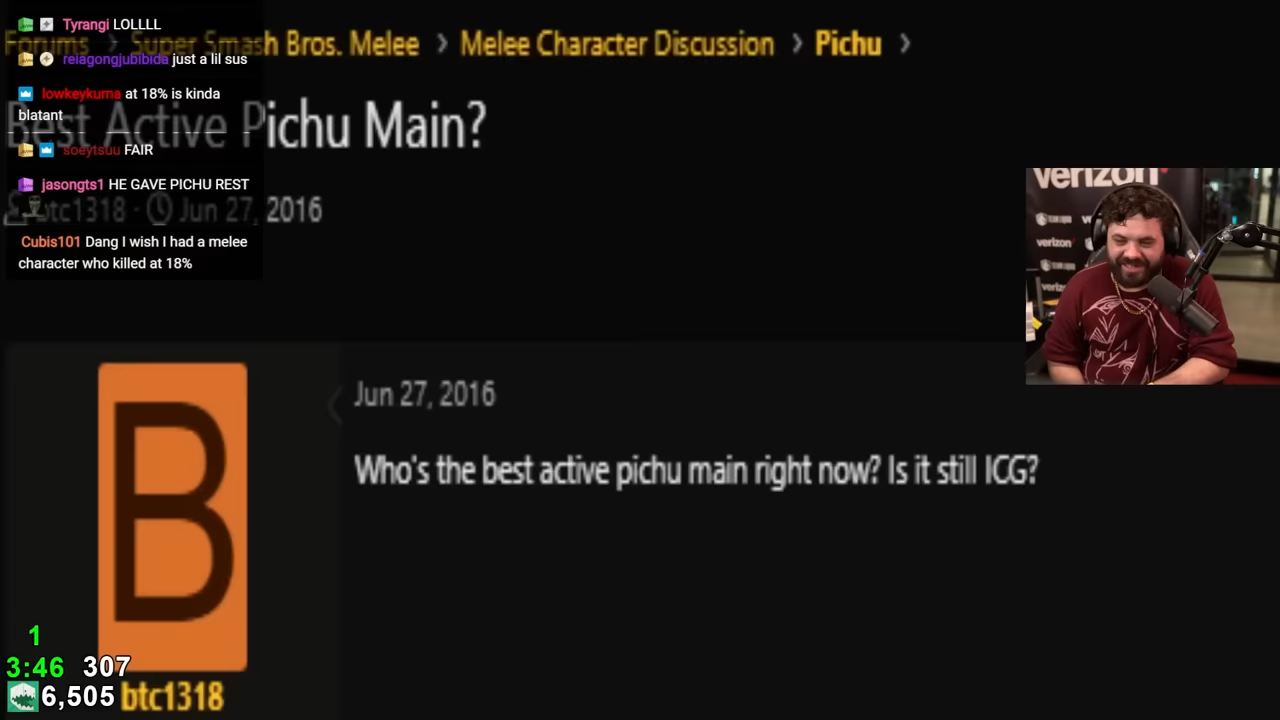 Tyrangi LOLLLL
reiagongjubibida just a lil sus
lowkeykuma at 18% is kinda
blatant
soeytsuu FAIR
jasongts1 HE GAVE PICHU REST
Cubis101 Dang I wish I had a melee
character who killed at 18%
Forums > Super Smash Bros. Melee > Melee Character Discussion > Pichu >
Best Active Pichu Main?
btc1318 · Jun 27, 2016
verizon
verizon
Jun 27, 2016
Who's the best active pichu main right now? Is it still ICG?
B
btc1318
1
3:46 307
6,505